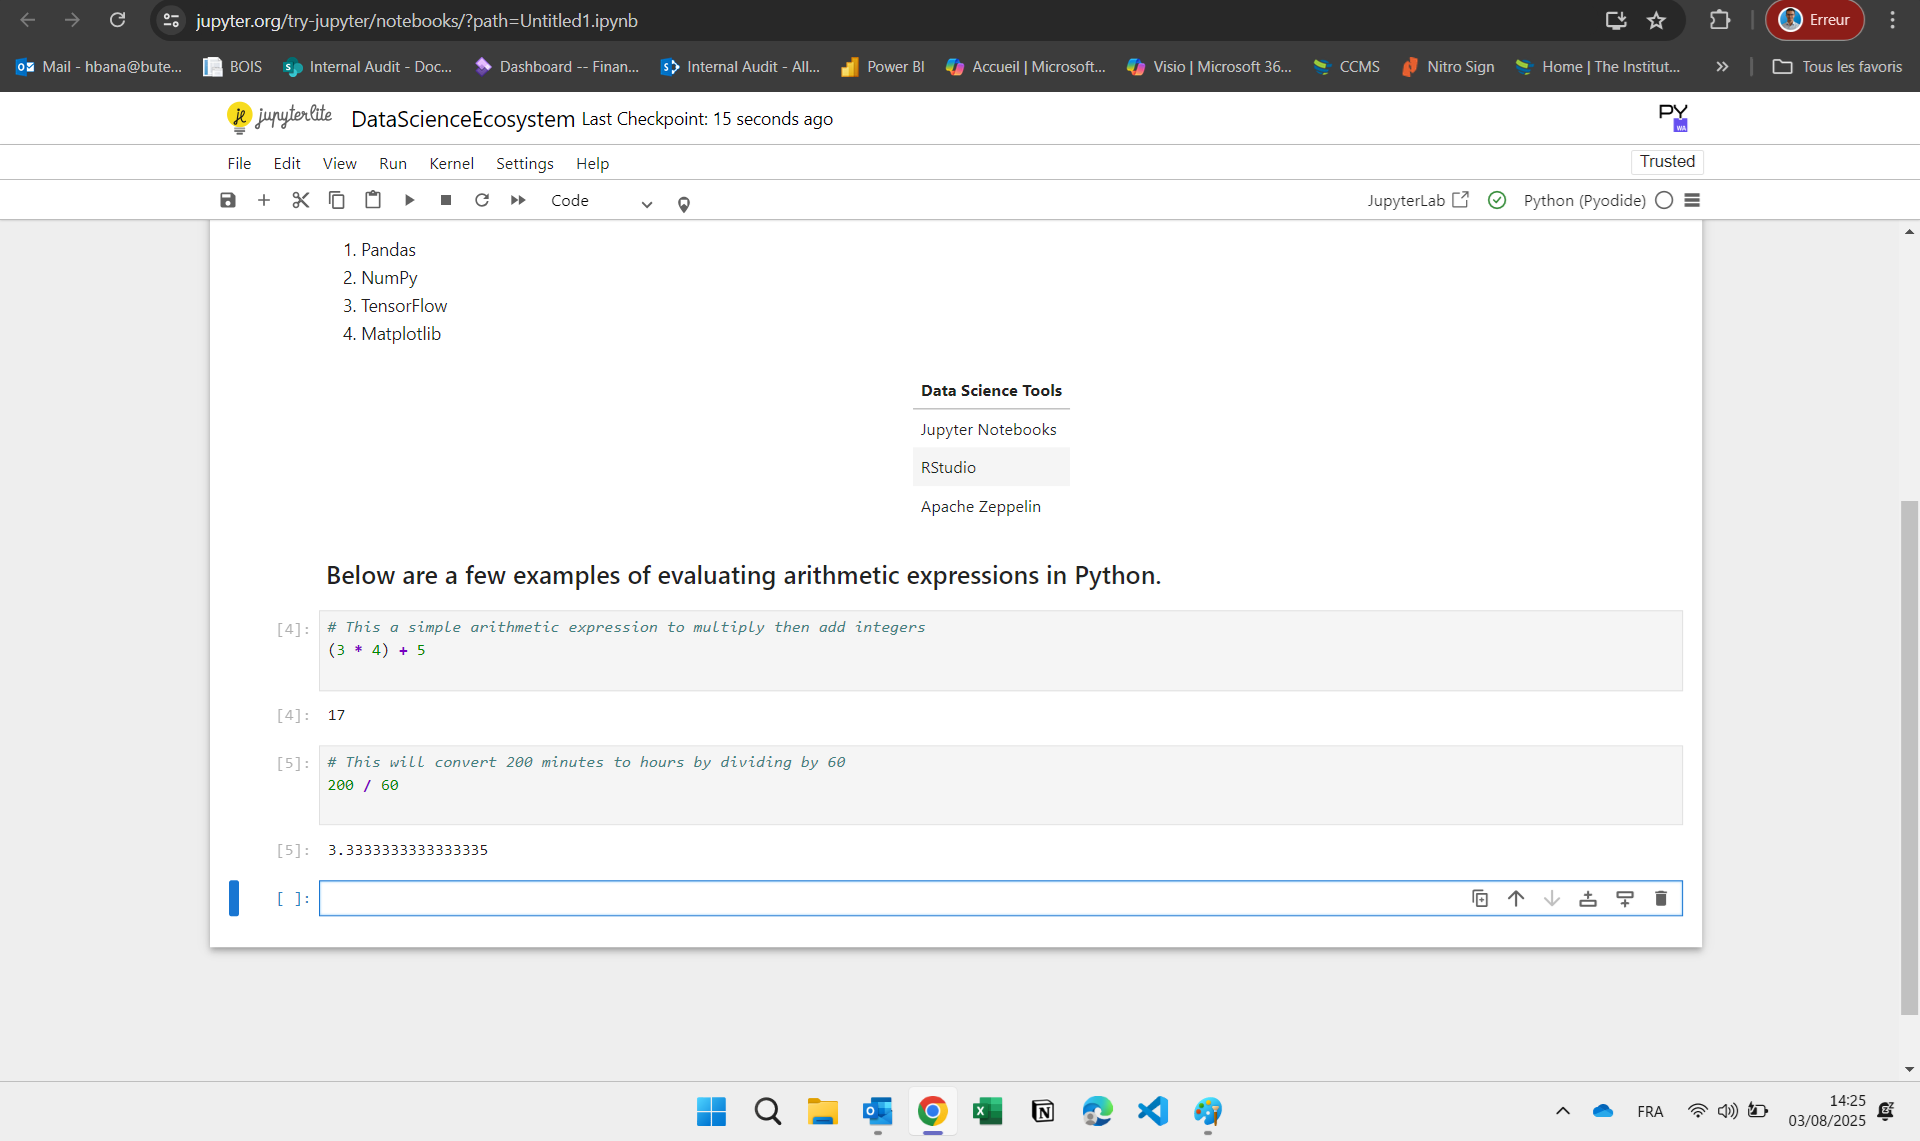 jupyter.org/try-jupyter/notebooks/?path=Untitled1.ipynb
Erreur
Mail - hbana@bute...
BOIS
Internal Audit - Doc...
Dashboard -- Finan...
Internal Audit - All...
Power BI
Accueil | Microsoft...
Visio | Microsoft 36...
CCMS
Nitro Sign
Home | The Institut...
Tous les favoris
jupyterlite
DataScienceEcosystem Last Checkpoint: 15 seconds ago
PY
WA
File Edit View Run Kernel Settings Help
Trusted
Code
JupyterLab
Python (Pyodide)
1. Pandas
2. NumPy
3. TensorFlow
4. Matplotlib
Data Science Tools
Jupyter Notebooks
RStudio
Apache Zeppelin
Below are a few examples of evaluating arithmetic expressions in Python.
[4]: # This a simple arithmetic expression to multiply then add integers
(3 * 4) + 5
[4]: 17
[5]: # This will convert 200 minutes to hours by dividing by 60
200 / 60
[5]: 3.3333333333333335
[ ]:
FRA
14:25
03/08/2025